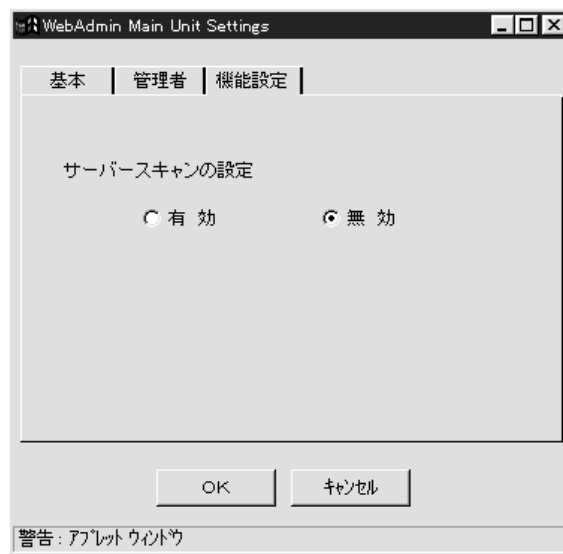 WebAdmin Main Unit Settings
基本 管理者 機能設定
サーバースキャンの設定
有 効 無 効
OK ｷｬﾝｾﾙ
警告 : ｱﾌﾟﾚｯﾄ ｳｨﾝﾄﾞｳ